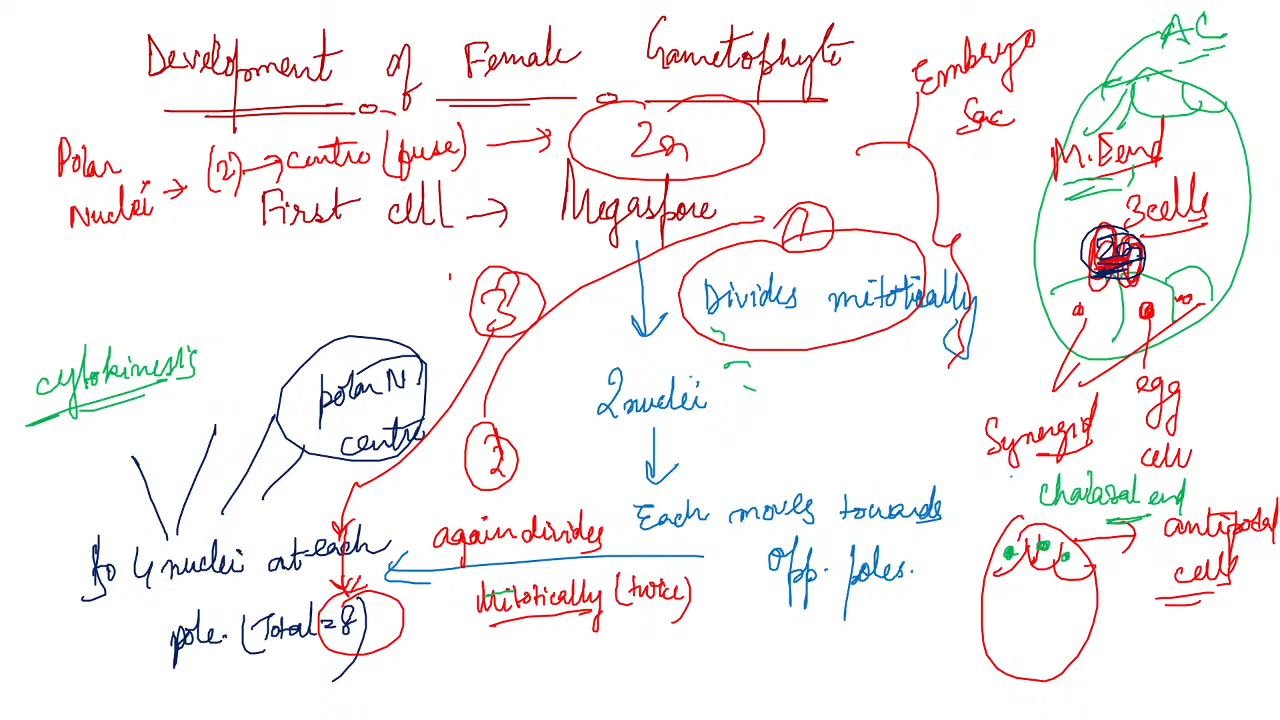 Development of Female Gametophyte
Polar Nuclei → (2) → centre (fuse) → 2n
First cell → Megaspore
1
Divides mitotically
2 nuclei
Each moves towards
opp. poles.
again divides
Mitotically (twice)
2
3
So 4 nuclei at each
pole. (Total = 8)
polar N
centre
cytokinesis
Embryo
Sac
AC
M. End
3 cells
2n
Synergid
egg
cell
chalazal end
antipodal
cells